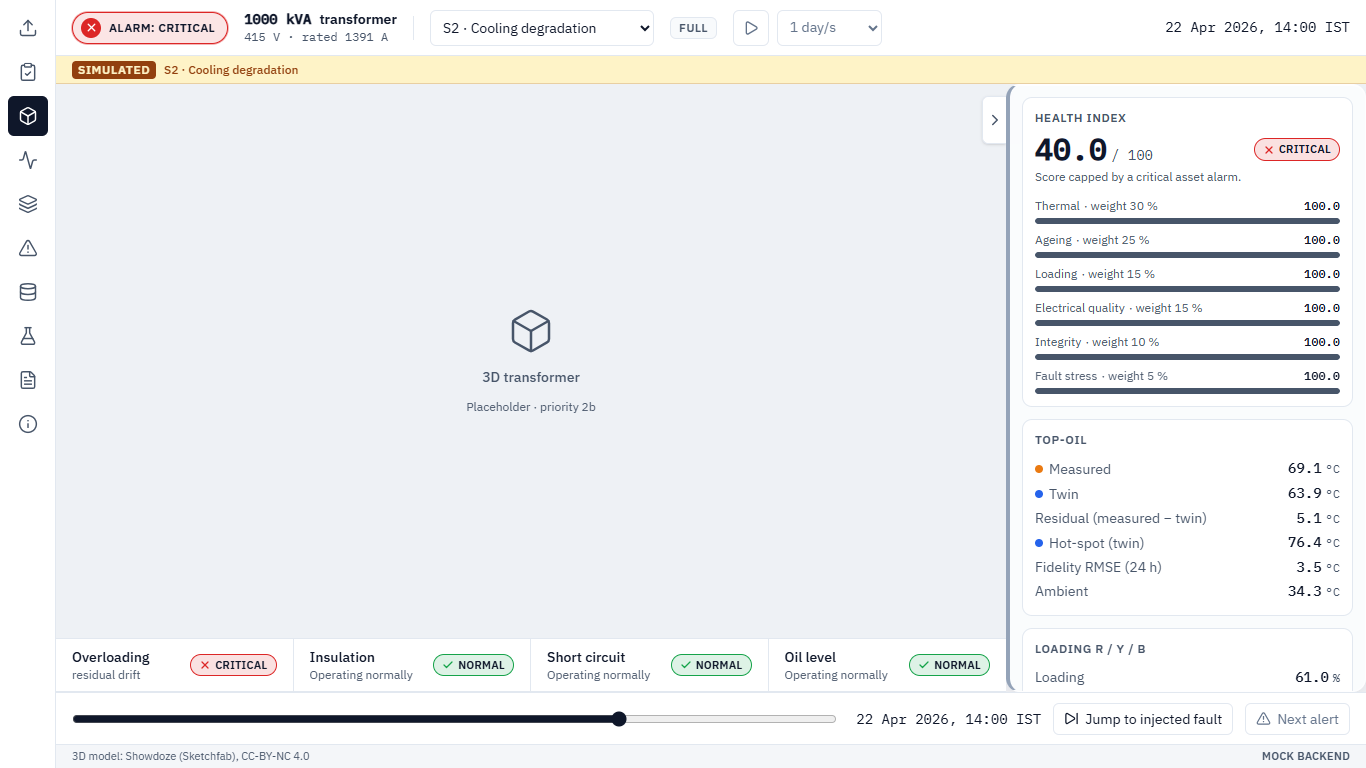 ALARM: CRITICAL
1000 kVA transformer
415 V · rated 1391 A
S2 · Cooling degradation
FULL
1 day/s
22 Apr 2026, 14:00 IST
SIMULATED S2 · Cooling degradation
3D transformer
Placeholder · priority 2b
HEALTH INDEX
40.0 / 100
CRITICAL
Score capped by a critical asset alarm.
Thermal · weight 30 % 100.0
Ageing · weight 25 % 100.0
Loading · weight 15 % 100.0
Electrical quality · weight 15 % 100.0
Integrity · weight 10 % 100.0
Fault stress · weight 5 % 100.0
TOP-OIL
Measured 69.1 °C
Twin 63.9 °C
Residual (measured − twin) 5.1 °C
Hot-spot (twin) 76.4 °C
Fidelity RMSE (24 h) 3.5 °C
Ambient 34.3 °C
LOADING R / Y / B
Loading 61.0 %
Overloading
residual drift
CRITICAL
Insulation
Operating normally
NORMAL
Short circuit
Operating normally
NORMAL
Oil level
Operating normally
NORMAL
22 Apr 2026, 14:00 IST
Jump to injected fault
Next alert
3D model: Showdoze (Sketchfab), CC-BY-NC 4.0
MOCK BACKEND